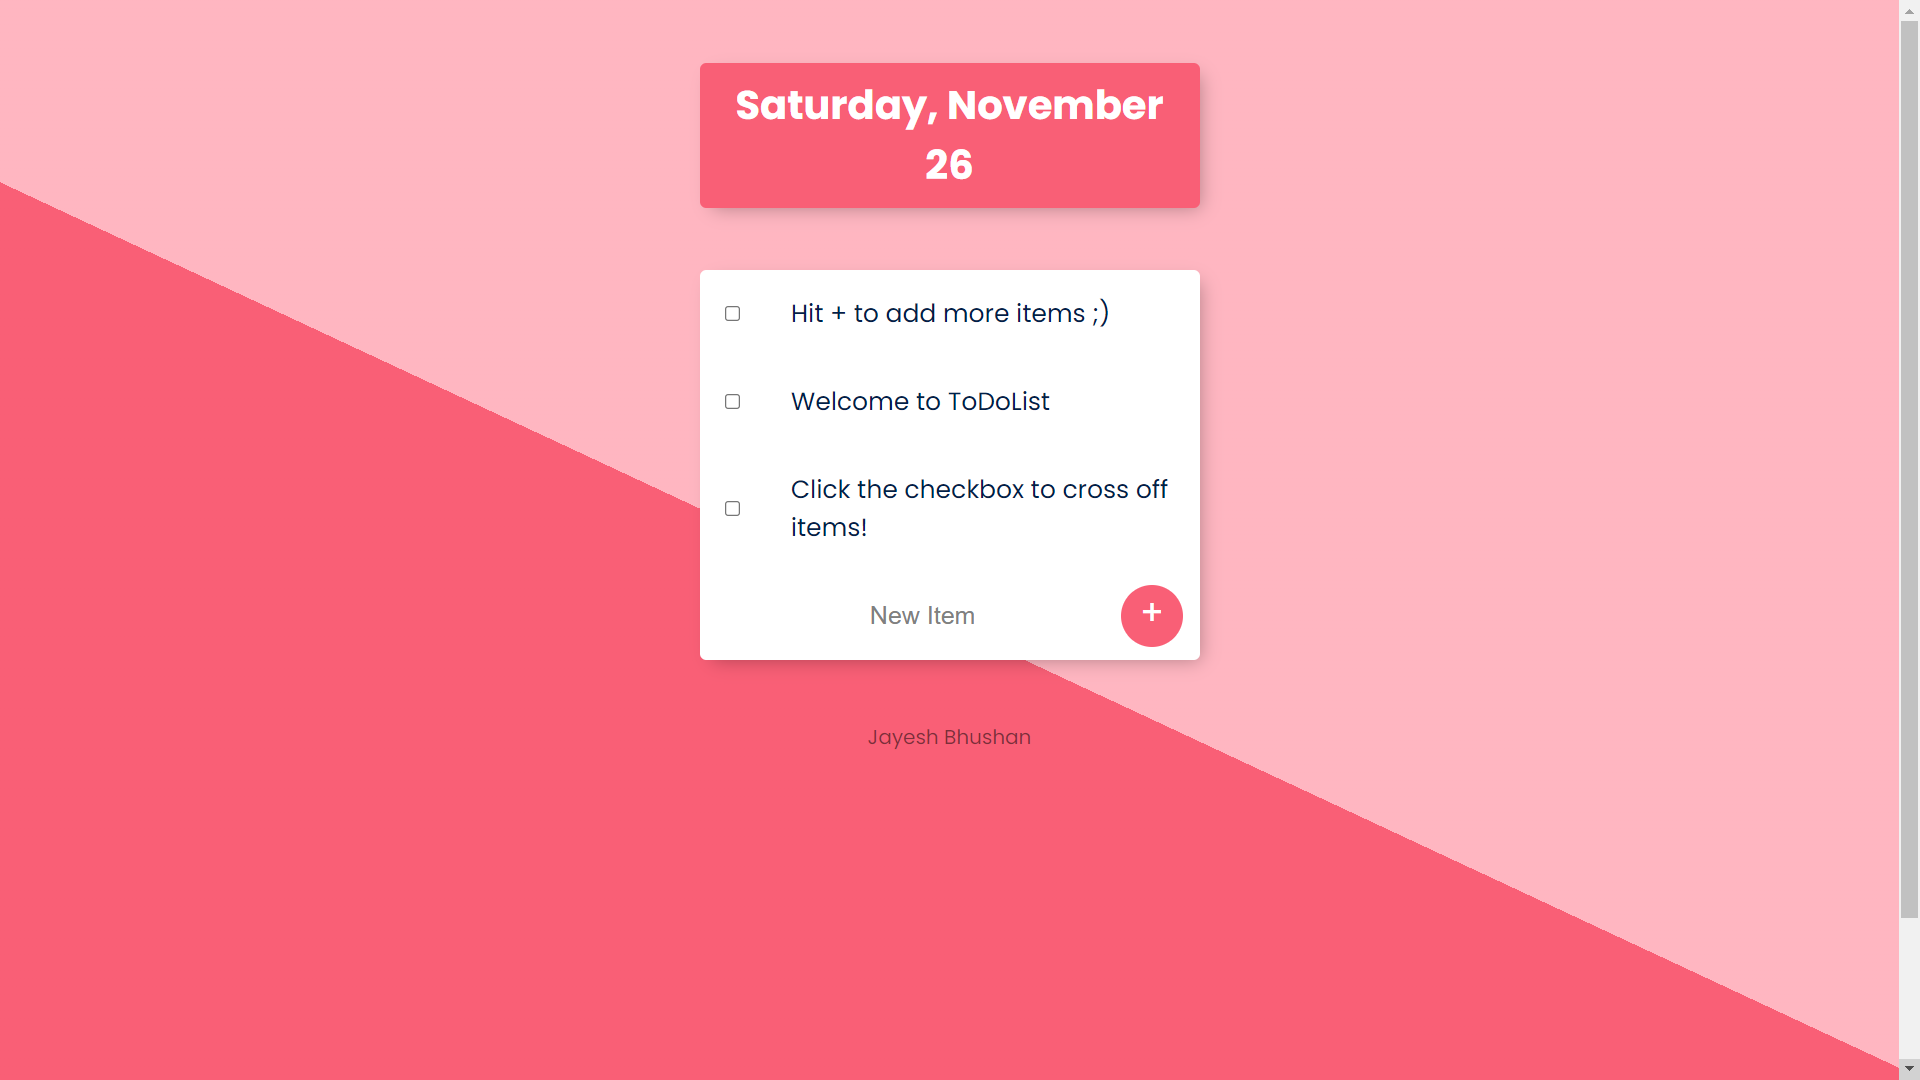 Saturday, November
26
Hit + to add more items ;)
Welcome to ToDoList
Click the checkbox to cross off
items!
New Item
+
Jayesh Bhushan